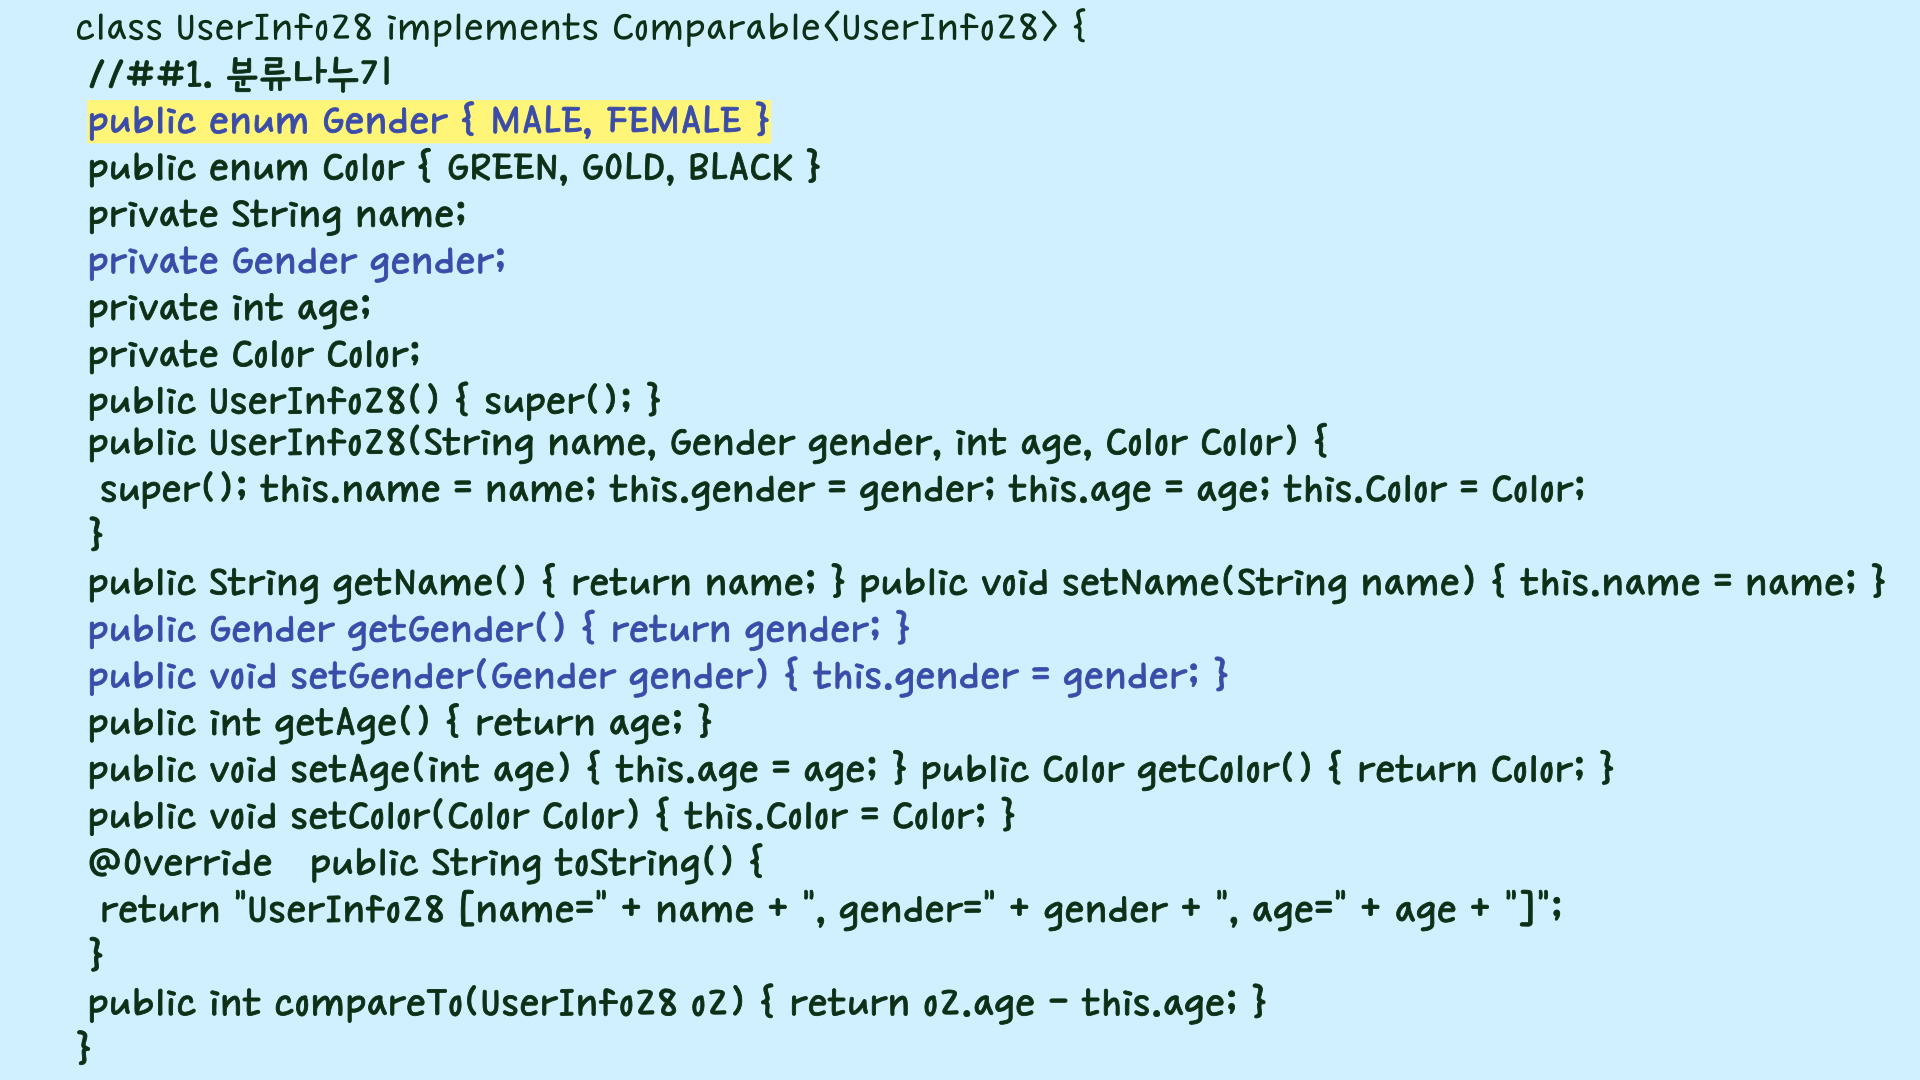 class UserInfo28 implements Comparable<UserInfo28> {
//##1. 분류나누기
public enum Gender { MALE, FEMALE }
public enum Color { GREEN, GOLD, BLACK }
private String name;
private Gender gender;
private int age;
private Color Color;
public UserInfo28() { super(); }
public UserInfo28(String name, Gender gender, int age, Color Color) {
super(); this.name = name; this.gender = gender; this.age = age; this.Color = Color;
}
public String getName() { return name; } public void setName(String name) { this.name = name; }
public Gender getGender() { return gender; }
public void setGender(Gender gender) { this.gender = gender; }
public int getAge() { return age; }
public void setAge(int age) { this.age = age; } public Color getColor() { return Color; }
public void setColor(Color Color) { this.Color = Color; }
@Override   public String toString() {
return "UserInfo28 [name=" + name + ", gender=" + gender + ", age=" + age + "]";
}
public int compareTo(UserInfo28 o2) { return o2.age - this.age; }
}